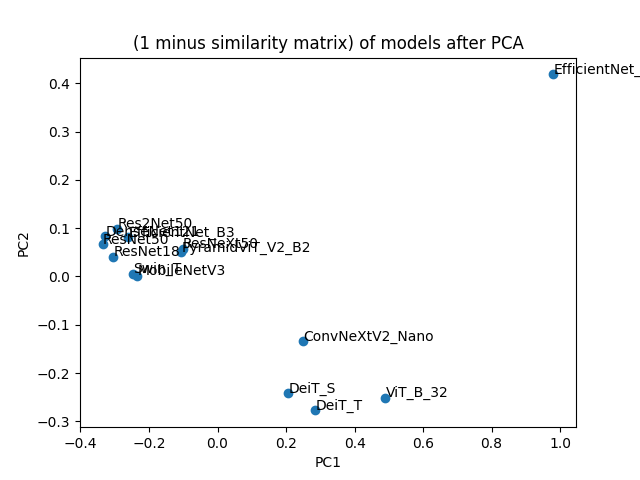 (1 minus similarity matrix) of models after PCA
EfficientNet_
0.4
0.3
0.2
0.1
0.0
−0.1
−0.2
−0.3
PC2
Res2Net50
EfficientNet_B3
ResNet50
ResNeXt50
ResNet18
PyramidViT_V2_B2
Swin_T
MobileNetV3
ConvNeXtV2_Nano
DeiT_S
ViT_B_32
DeiT_T
−0.4
−0.2
0.0
0.2
0.4
0.6
0.8
1.0
PC1